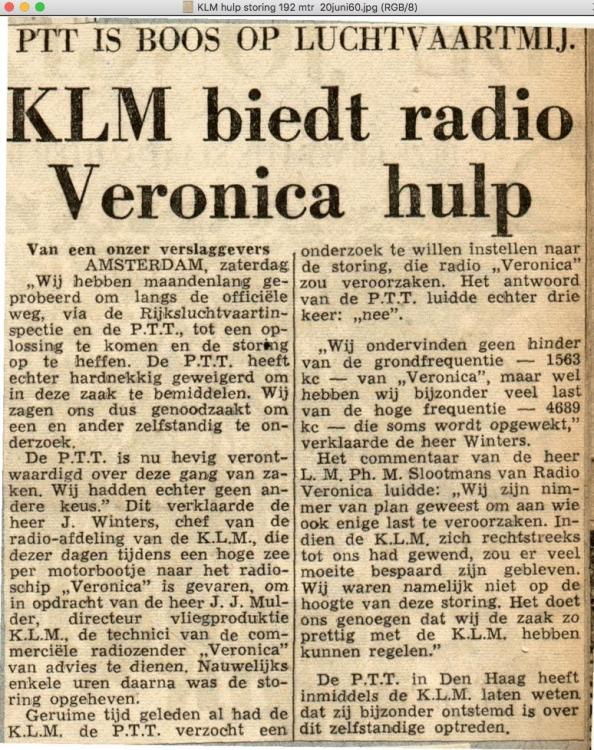 KLM hulp storing 192 mtr  20juni60.jpg (RGB/8)
PTT IS BOOS OP LUCHTVAARTMIJ.
KLM biedt radio
Veronica hulp
Van een onzer verslaggevers
AMSTERDAM, zaterdag
„Wij hebben maandenlang ge-
probeerd om langs de officiële
weg, via de Rijksluchtvaartin-
spectie en de P.T.T., tot een op-
lossing te komen en de storing
op te heffen. De P.T.T. heeft
echter hardnekkig geweigerd om
in deze zaak te bemiddelen. Wij
zagen ons dus genoodzaakt om
een en ander zelfstandig te on-
derzoek.
De P.T.T. is nu hevig veront-
waardigd over deze gang van za-
ken. Wij hadden echter geen an-
dere keus.” Dit verklaarde de
heer J. Winters, chef van de
radio-afdeling van de K.L.M., die
dezer dagen tijdens een hoge zee
per motorbootje naar het radio-
schip „Veronica” is gevaren, om
in opdracht van de heer J. J. Mul-
der, directeur vliegproduktie
K.L.M., de technici van de com-
merciële radiozender „Veronica”
van advies te dienen. Nauwelijks
enkele uren daarna was de sto-
ring opgeheven.
Geruime tijd geleden al had de
K.L.M. de P.T.T. verzocht een
onderzoek te willen instellen naar
de storing, die radio „Veronica”
zou veroorzaken. Het antwoord
van de P.T.T. luidde echter drie
keer: „nee”.
„Wij ondervinden geen hinder
van de grondfrequentie — 1563
kc — van „Veronica”, maar wel
hebben wij bijzonder veel last
van de hoge frequentie — 4689
kc — die soms wordt opgewekt,”
verklaarde de heer Winters.
Het commentaar van de heer
L. M. Ph. M. Slootmans van Radio
Veronica luidde: „Wij zijn nim-
mer van plan geweest om aan wie
ook enige last te veroorzaken. In-
dien de K.L.M. zich rechtstreeks
tot ons had gewend, zou er veel
moeite bespaard zijn gebleven.
Wij waren namelijk niet op de
hoogte van deze storing. Het doet
ons genoegen dat wij de zaak zo
prettig met de K.L.M. hebben
kunnen regelen.”
De P.T.T. in Den Haag heeft
inmiddels de K.L.M. laten weten
dat zij bijzonder ontstemd is over
dit zelfstandige optreden.